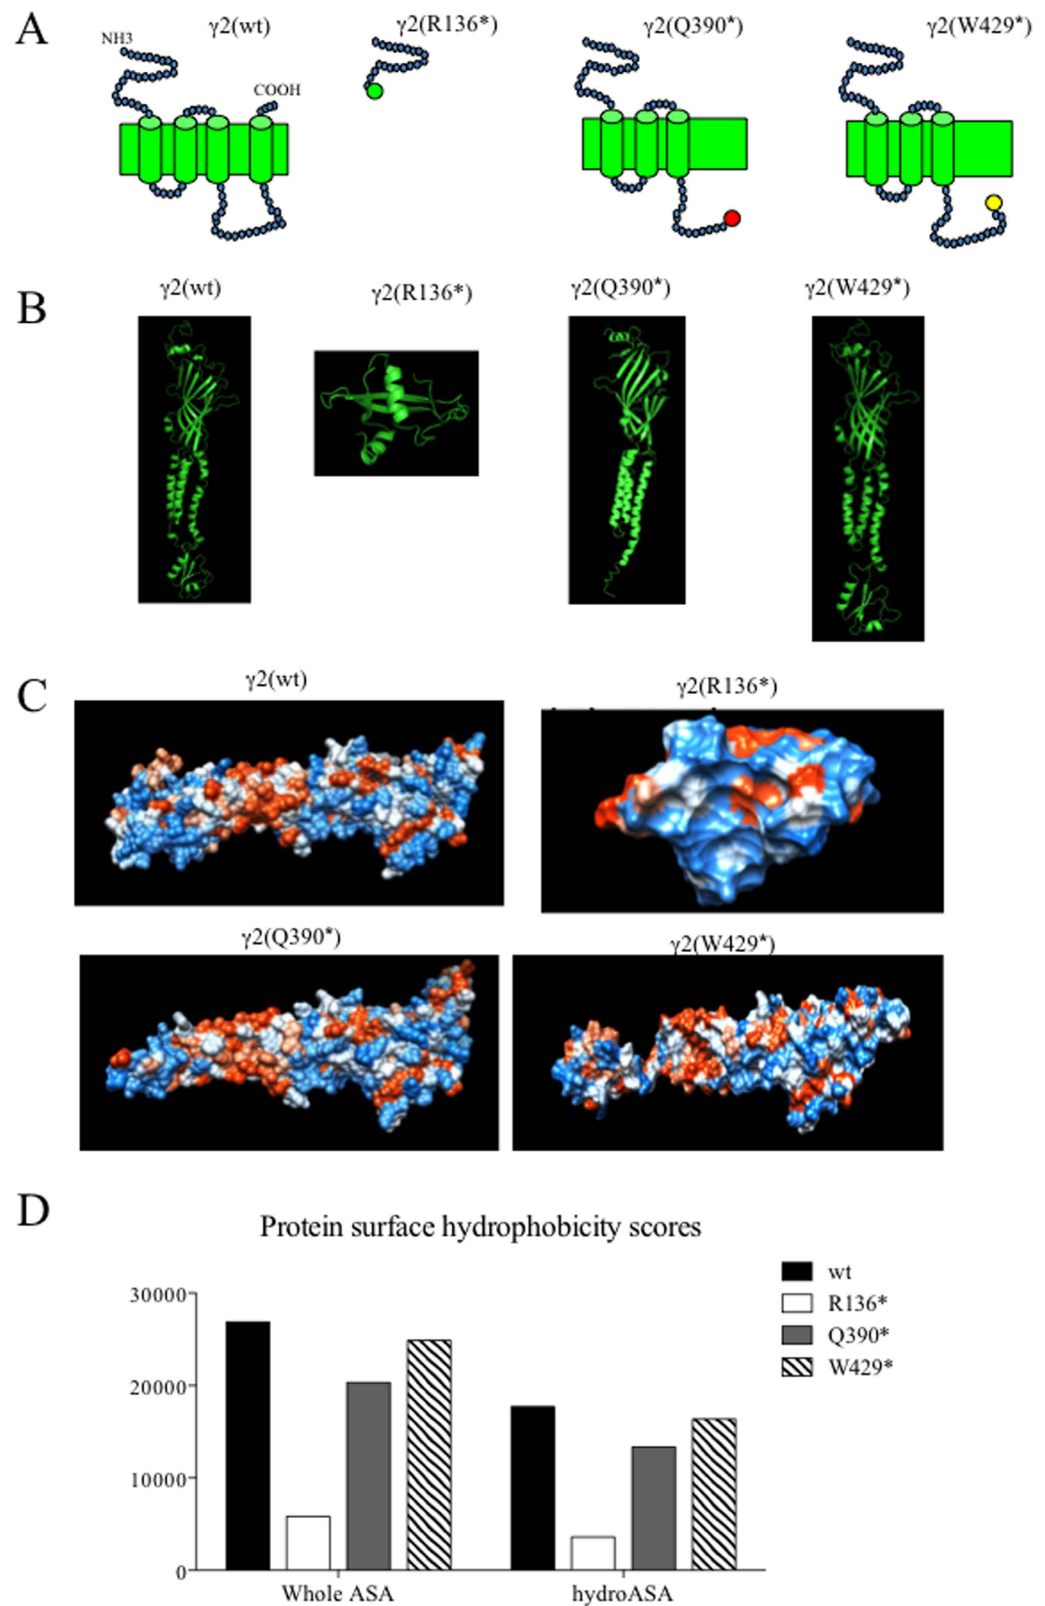 A
γ2(wt)
γ2(R136*)
γ2(Q390*)
γ2(W429*)
NH3
COOH
B
γ2(wt)
γ2(R136*)
γ2(Q390*)
γ2(W429*)
C
γ2(wt)
γ2(R136*)
γ2(Q390*)
γ2(W429*)
D
Protein surface hydrophobicity scores
wt
R136*
Q390*
W429*
30000
20000
10000
0
Whole ASA
hydroASA